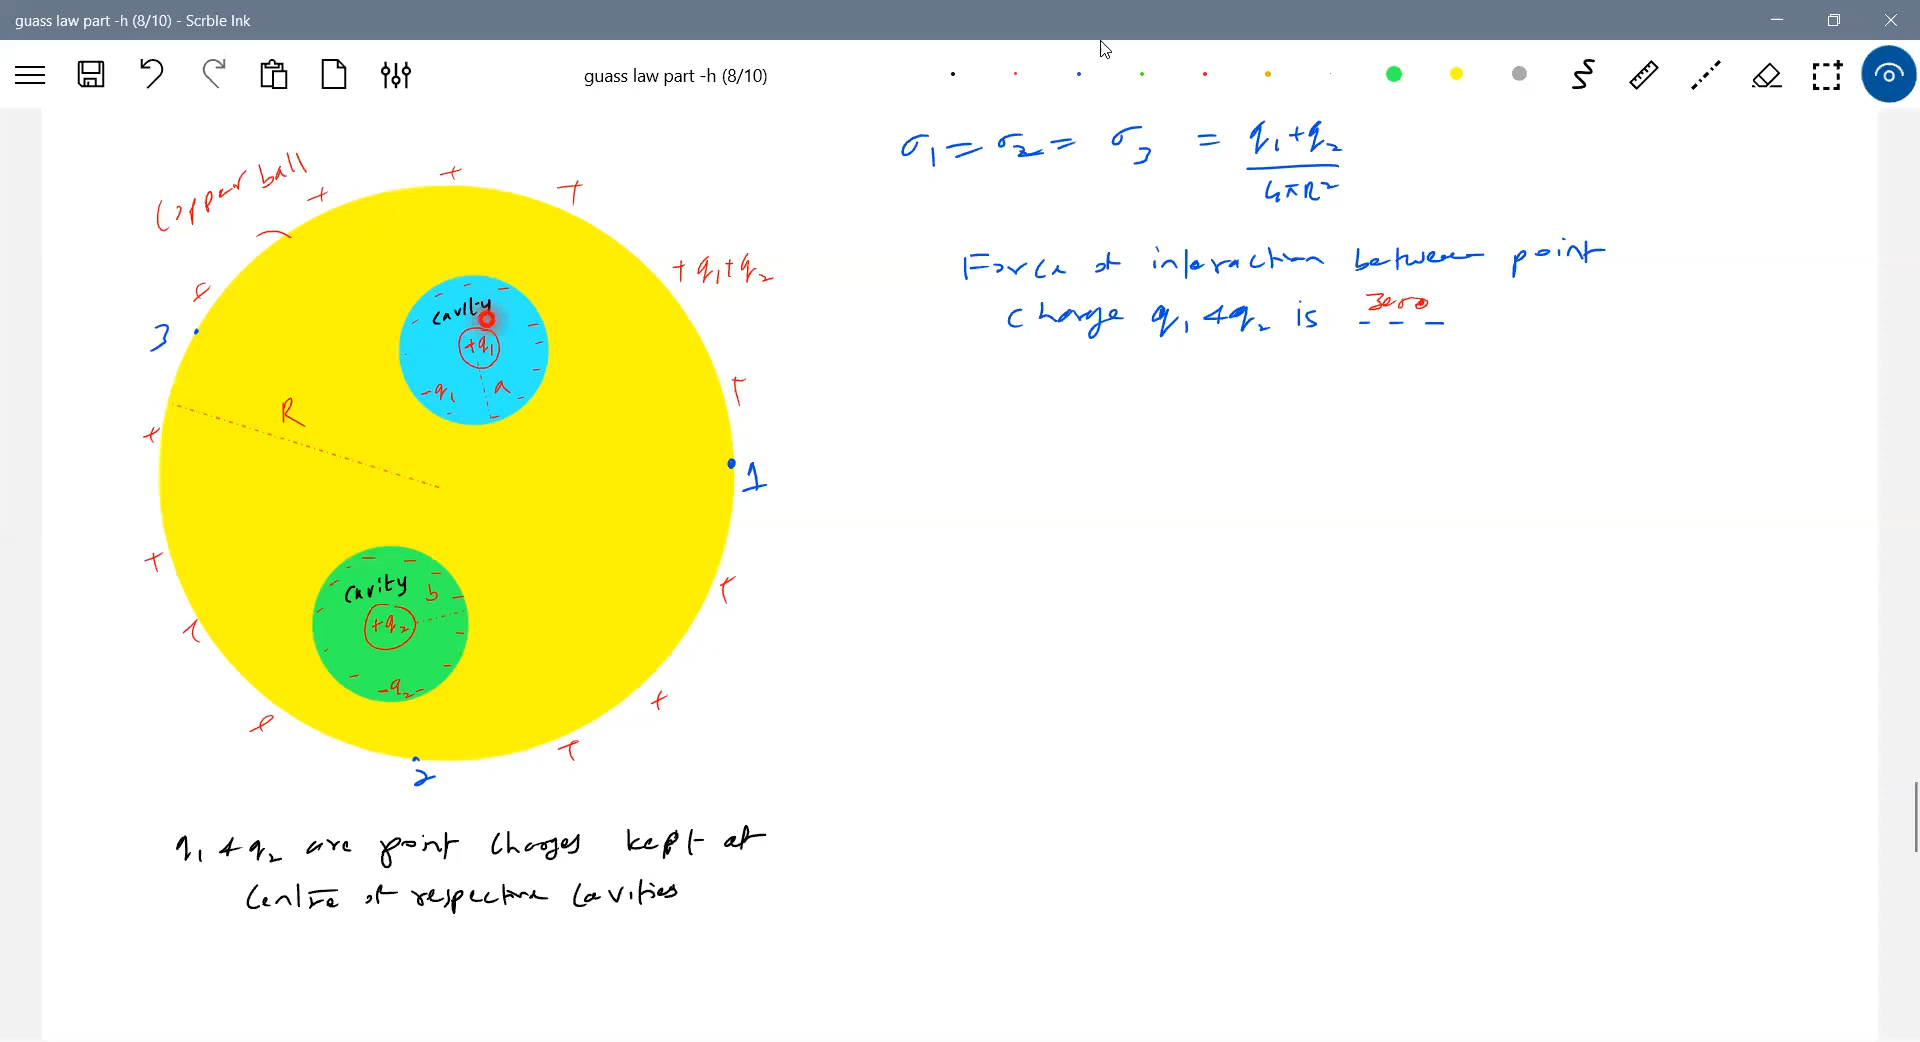 guass law part -h (8/10) - Scrble Ink
guass law part -h (8/10)
Copper ball
+ + +
+ q₁+q₂
+
3
cavity
+q₁
-q₁ a
R
+
+
1
+
cavity
b
+q₂
-q₂
+
+
+
2
q₁ & q₂ are point charges kept at
centre of respective cavities
σ₁ = σ₂ = σ₃ = q₁+q₂
4πR²
Force of interaction between point
charge q₁ & q₂ is zero